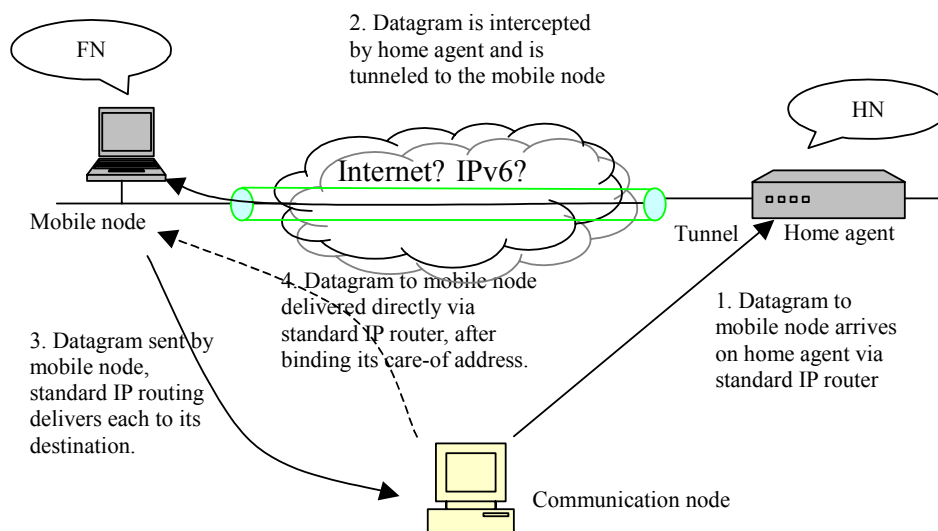 FN
2. Datagram is intercepted
by home agent and is
tunneled to the mobile node
HN
Internet? IPv6?
Mobile node
Tunnel
Home agent
4. Datagram to mobile node
delivered directly via
standard IP router, after
binding its care-of address.
1. Datagram to
mobile node arrives
on home agent via
standard IP router
3. Datagram sent by
mobile node,
standard IP routing
delivers each to its
destination.
Communication node